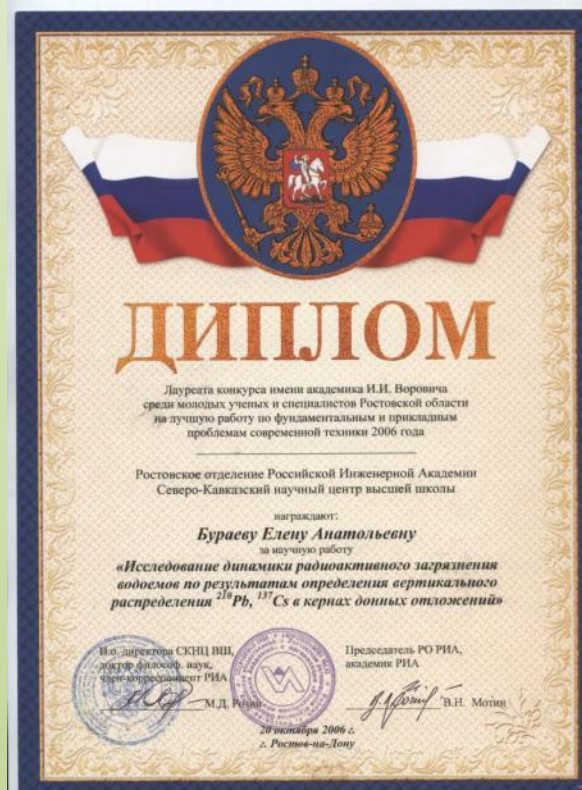 ДИПЛОМ
Лауреата конкурса имени академика И.И. Воровича
среди молодых ученых и специалистов Ростовской области
на лучшую работу по фундаментальным и прикладным
проблемам современной техники 2006 года
Ростовское отделение Российской Инженерной Академии
Северо-Кавказский научный центр высшей школы
награждают:
Бураеву Елену Анатольевну
за научную работу
«Исследование динамики радиоактивного загрязнения
водоемов по результатам определения вертикального
распределения ²¹⁰Pb, ¹³⁷Cs в кернах донных отложений»
И.о. директора СКНЦ ВШ,
доктор философ. наук,
член-корреспондент РИА
М.Д. Розин
Председатель РО РИА,
академик РИА
В.Н. Мотин
20 октября 2006 г.
г. Ростов-на-Дону